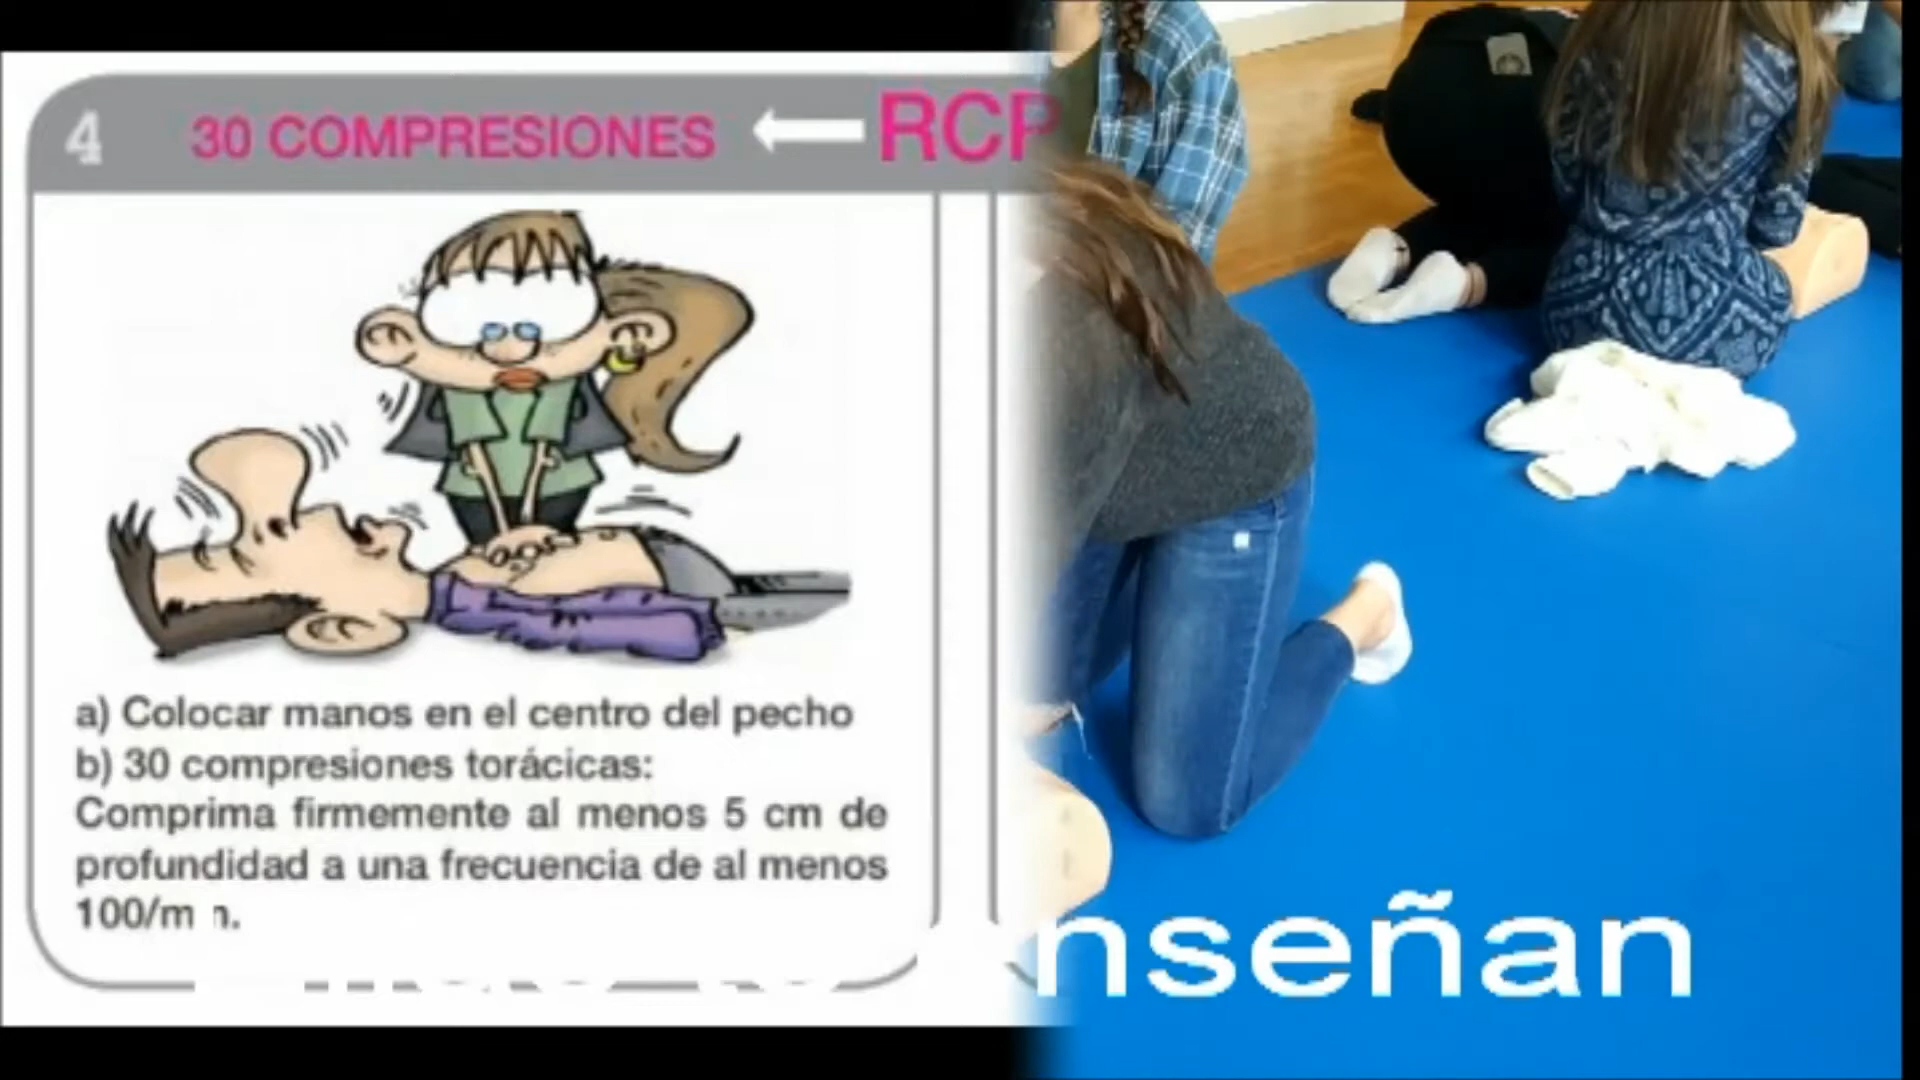 4 30 COMPRESIONES ← RCP
a) Colocar manos en el centro del pecho
b) 30 compresiones torácicas:
Comprima firmemente al menos 5 cm de
profundidad a una frecuencia de al menos
100/m n.
nseñan